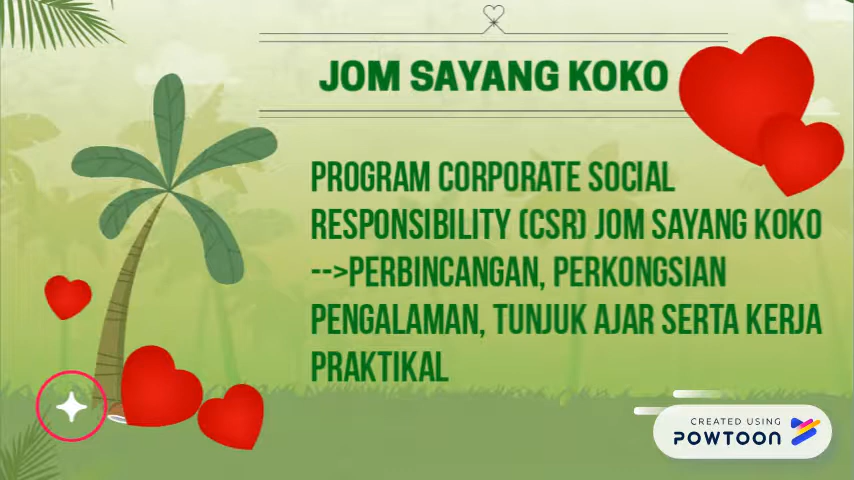 JOM SAYANG KOKO
PROGRAM CORPORATE SOCIAL
RESPONSIBILITY (CSR) JOM SAYANG KOKO
-->PERBINCANGAN, PERKONGSIAN
PENGALAMAN, TUNJUK AJAR SERTA KERJA
PRAKTIKAL
CREATED USING
POWTOON